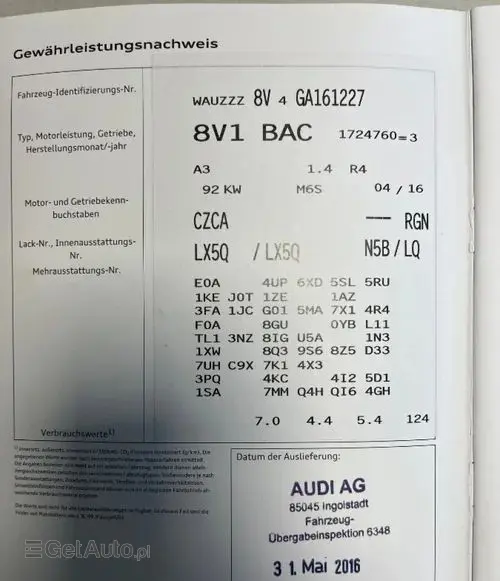 Gewährleistungsnachweis
Fahrzeug-Identifizierungs-Nr.
WAUZZZ 8V 4 GA161227
Typ, Motorleistung, Getriebe,
Herstellungsmonat/-jahr
8V1 BAC 1724760=3
A3 1.4 R4
92 KW M6S 04 / 16
Motor- und Getriebekenn-
buchstaben
CZCA --- RGN
Lack-Nr., Innenausstattungs-
Nr.
LX5Q / LX5Q N5B / LQ
Mehrausstattungs-Nr.
E0A 4UP 6XD 5SL 5RU
1KE J0T 1ZE 1AZ
3FA 1JC G01 5MA 7X1 4R4
F0A 8GU 0YB L11
TL1 3NZ 8IG U5A 1N3
1XW 8Q3 9S6 8Z5 D33
7UH C9X 7K1 4X3
3PQ 4KC 4I2 5D1
1SA 7MM Q4H QI6 4GH
Verbrauchswerte¹⁾
7.0 4.4 5.4 124
Datum der Auslieferung:
AUDI AG
85045 Ingolstadt
Fahrzeug-
Übergabeinspektion 6348
3 1. Mai 2016
GetAuto.pl